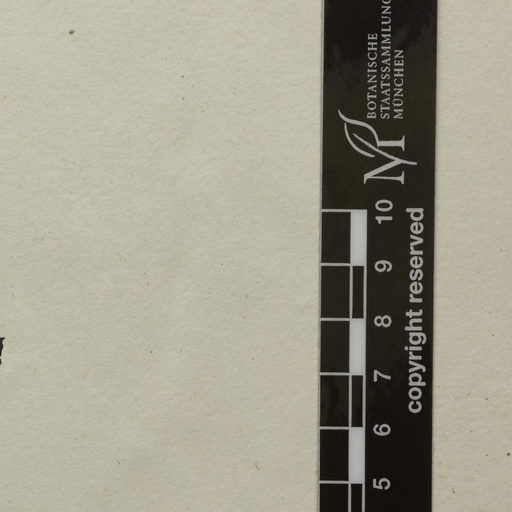 BOTANISCHE
STAATSSAMMLUNG
MÜNCHEN
10
9
8
7
6
5
copyright reserved